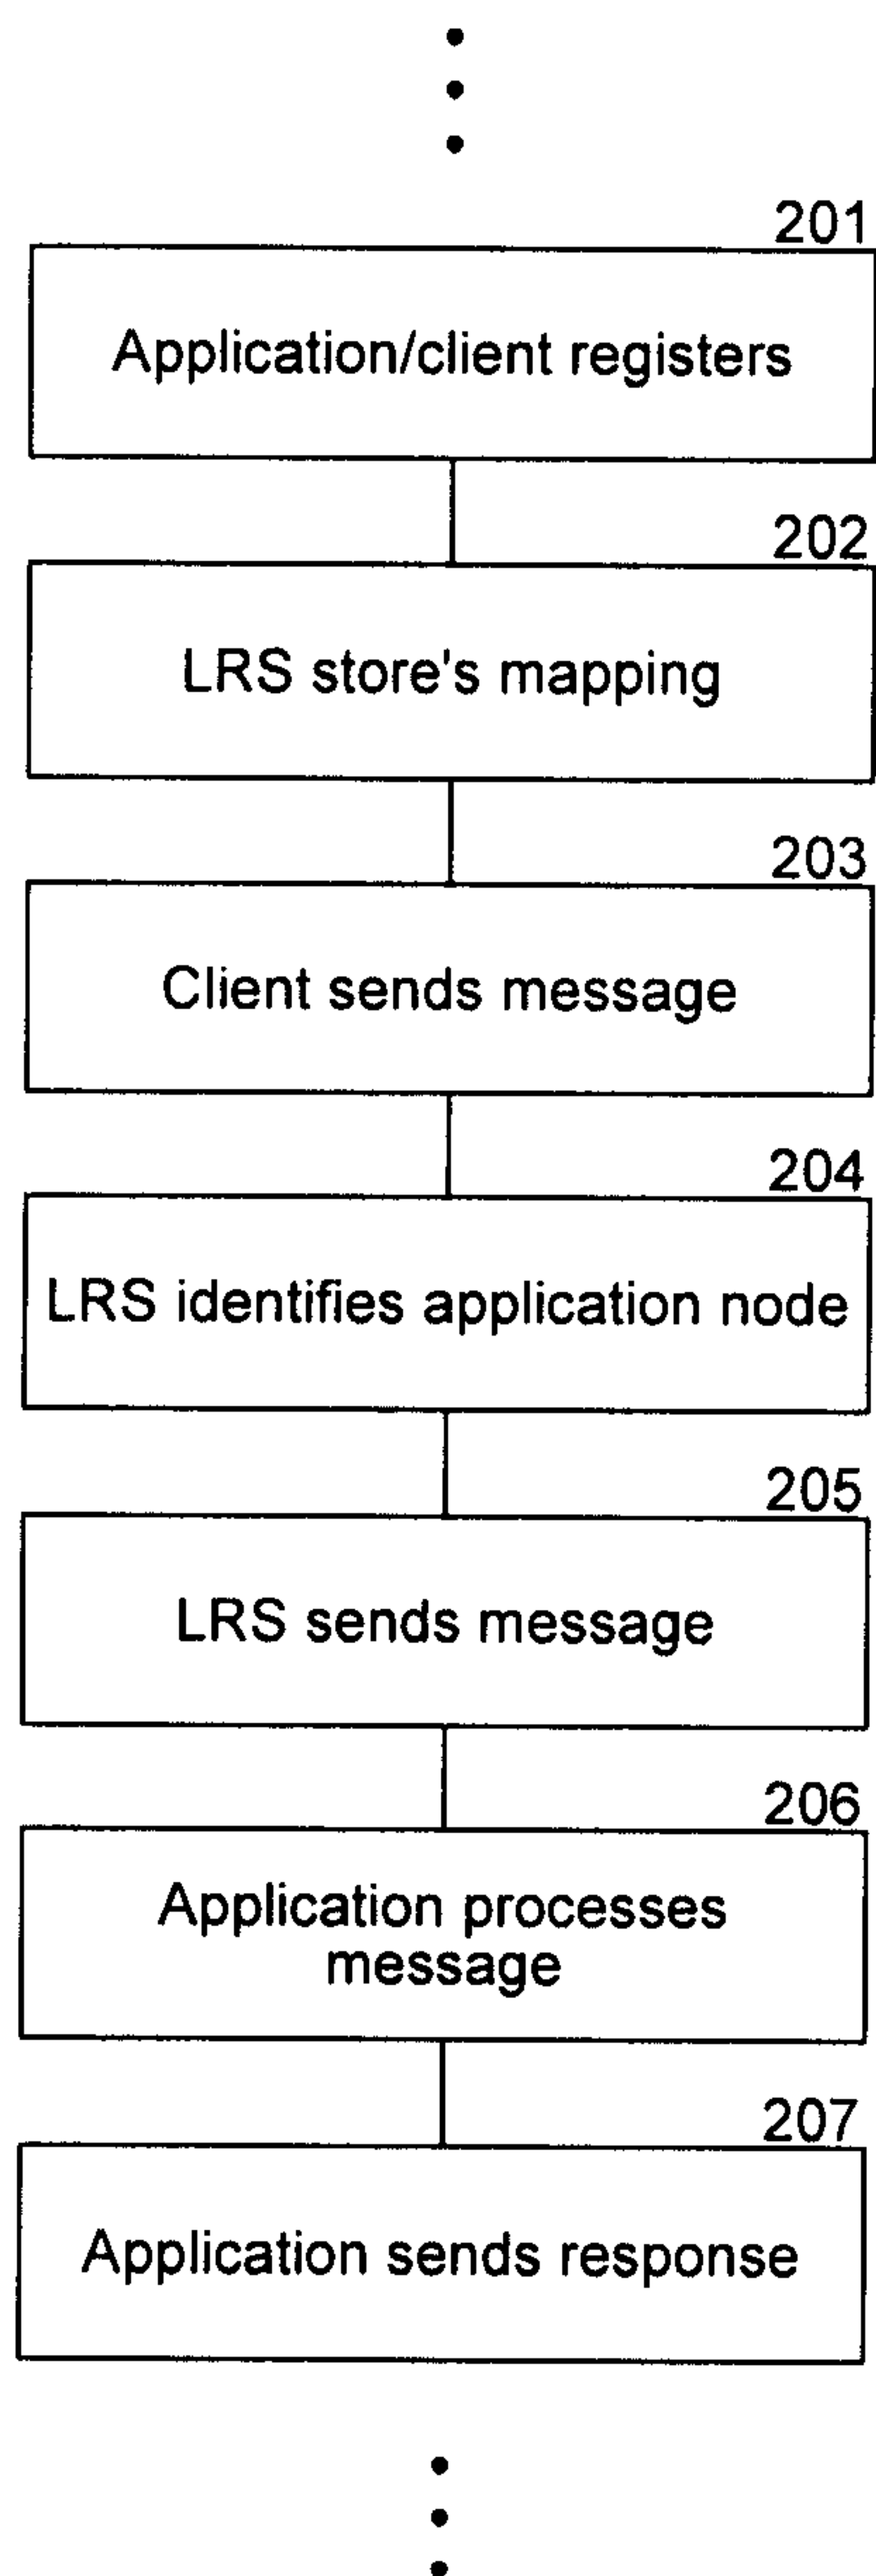 201
Application/client registers
202
LRS store's mapping
203
Client sends message
204
LRS identifies application node
205
LRS sends message
206
Application processes
message
207
Application sends response